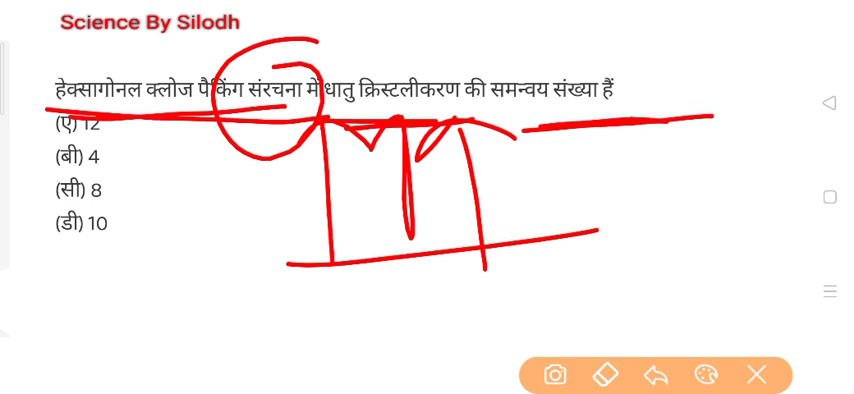 Science By Silodh
हेक्सागोनल क्लोज पैकिंग संरचना में धातु क्रिस्टलीकरण की समन्वय संख्या हैं
(ए) 12
(बी) 4
(सी) 8
(डी) 10